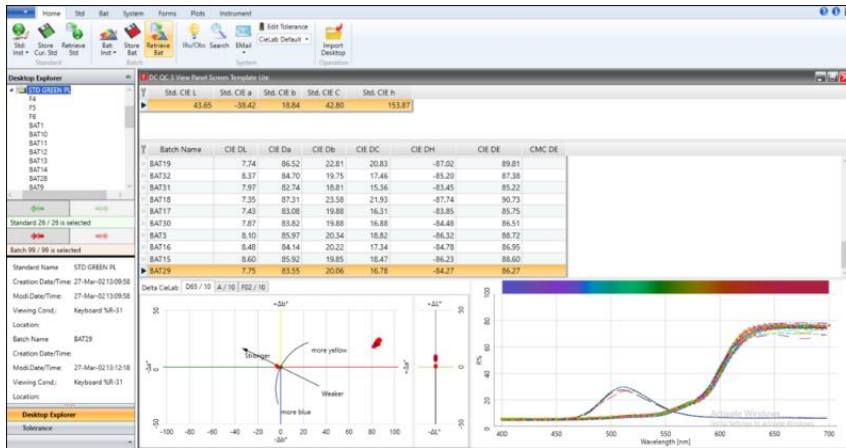 Home Std Bat System Forms Plots Instrument
Std: Inst Store Cur. Std Retrieve Std Bat: Inst Store Bat Retrieve Bat Illu/Obs Search EMail Edit Tolerance CieLab Default Import Desktop
Standard Batch System Operation
Desktop Explorer
DC QC 3 View Panel Screen Template Lite
STD GREEN PL
F4
F5
F6
BAT1
BAT10
BAT11
BAT12
BAT13
BAT14
BAT28
BAT9
Standard 26 / 26 is selected
Batch 99 / 99 is selected
Std. CIE L Std. CIE a Std. CIE b Std. CIE C Std. CIE h
43.65 -38.42 18.84 42.80 153.87
Batch Name CIE DL CIE Da CIE Db CIE DC CIE DH CIE DE CMC DE
BAT19 7.74 86.52 22.81 20.83 -87.02 89.81
BAT32 8.37 84.70 19.75 17.46 -85.20 87.38
BAT31 7.97 82.74 18.81 15.36 -83.45 85.22
BAT18 7.35 87.31 23.58 21.93 -87.74 90.73
BAT17 7.43 83.08 19.88 16.31 -83.85 85.75
BAT30 7.87 83.82 19.88 16.88 -84.48 86.51
BAT3 8.10 85.97 20.34 18.82 -86.32 88.72
BAT16 8.48 84.14 20.22 17.34 -84.78 86.95
BAT15 8.60 85.92 19.85 18.47 -86.23 88.60
BAT29 7.75 83.55 20.06 16.78 -84.27 86.27
Standard Name STD GREEN PL
Creation Date/Time: 27-Mar-0213:09:58
Modi.Date/Time: 27-Mar-0213:09:58
Viewing Cond.: Keyboard %R-31
Location:
Batch Name BAT29
Creation Date/Time:
Modi.Date/Time: 27-Mar-0213:12:18
Viewing Cond.: Keyboard %R-31
Location:
Desktop Explorer
Tolerance
Delta CieLab D65 / 10 A / 10 F02 / 10
+Δb*
50
0
-50
-Δa*
+Δa*
Stronger
more yellow
Weaker
more blue
-100 -80 -60 -40 -20 0 20 40 60 80 100
-Δb*
+ΔL*
50
0
-50
-ΔL*
R%
100
80
60
40
20
0
400 450 500 550 600 650 700
Wavelength [nm]
Activate Windows